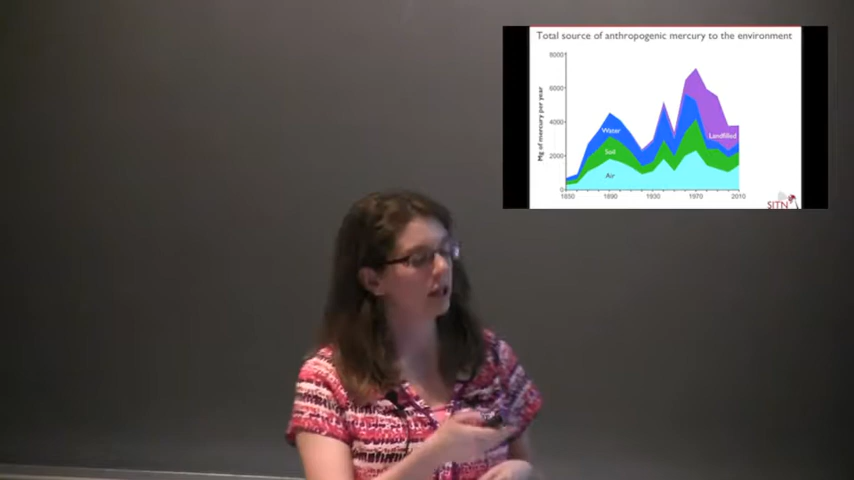 Total source of anthropogenic mercury to the environment
8000
6000
4000
2000
0
Mg of mercury per year
Water
Soil
Air
Landfilled
1850
1890
1930
1970
2010
SITN